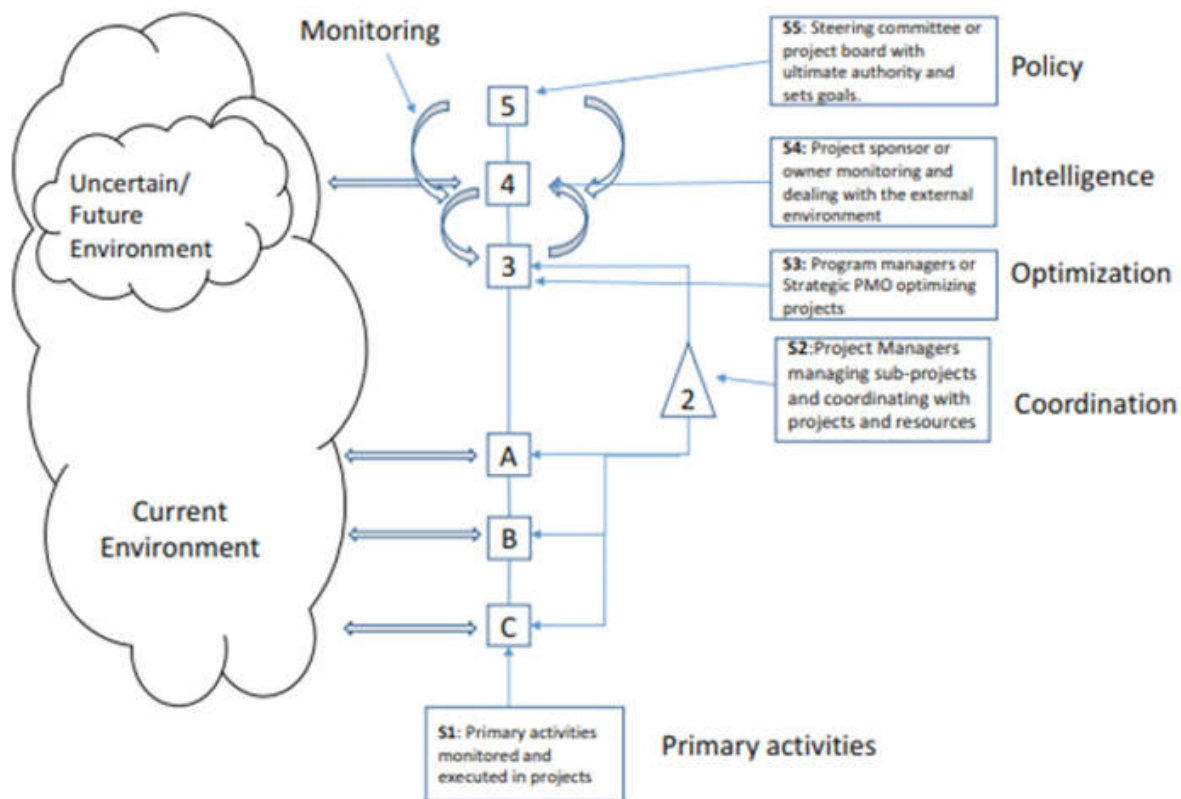 Monitoring
S5: Steering committee or
project board with
ultimate authority and
sets goals.
Policy
5
Uncertain/
Future
Environment
4
S4: Project sponsor or
owner monitoring and
dealing with the external
environment
Intelligence
3
S3: Program managers or
Strategic PMO optimizing
projects
Optimization
2
S2:Project Managers
managing sub-projects
and coordinating with
projects and resources
Coordination
A
Current
Environment
B
C
S1: Primary activities
monitored and
executed in projects
Primary activities